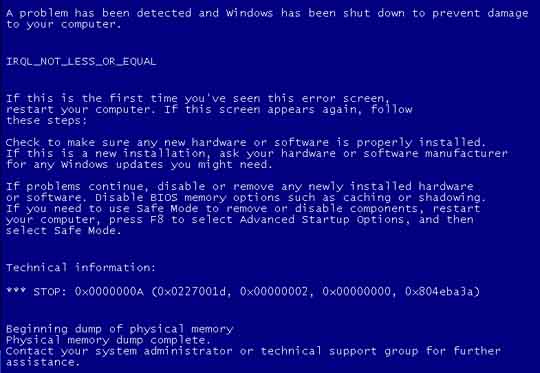 A problem has been detected and Windows has been shut down to prevent damage
to your computer.
IRQL_NOT_LESS_OR_EQUAL
If this is the first time you've seen this error screen,
restart your computer. If this screen appears again, follow
these steps:
Check to make sure any new hardware or software is properly installed.
If this is a new installation, ask your hardware or software manufacturer
for any Windows updates you might need.
If problems continue, disable or remove any newly installed hardware
or software. Disable BIOS memory options such as caching or shadowing.
If you need to use Safe Mode to remove or disable components, restart
your computer, press F8 to select Advanced Startup Options, and then
select Safe Mode.
Technical information:
*** STOP: 0x0000000A (0x0227001d, 0x00000002, 0x00000000, 0x804eba3a)
Beginning dump of physical memory
Physical memory dump complete.
Contact your system administrator or technical support group for further
assistance.